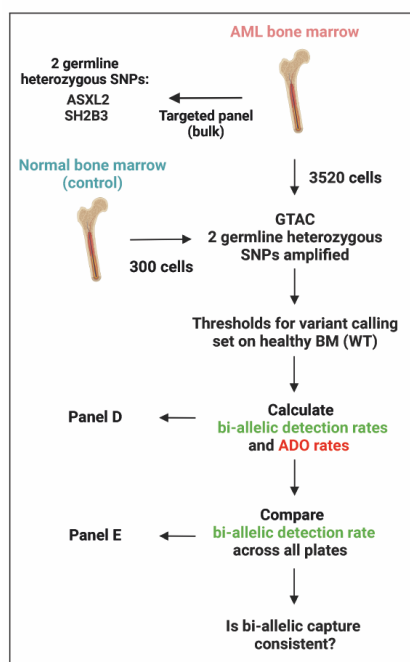 AML bone marrow
2 germline
heterozygous SNPs:
ASXL2
SH2B3
Targeted panel
(bulk)
Normal bone marrow
(control)
3520 cells
300 cells
GTAC
2 germline heterozygous
SNPs amplified
Thresholds for variant calling
set on healthy BM (WT)
Panel D
Calculate
bi-allelic detection rates
and ADO rates
Panel E
Compare
bi-allelic detection rate
across all plates
Is bi-allelic capture
consistent?